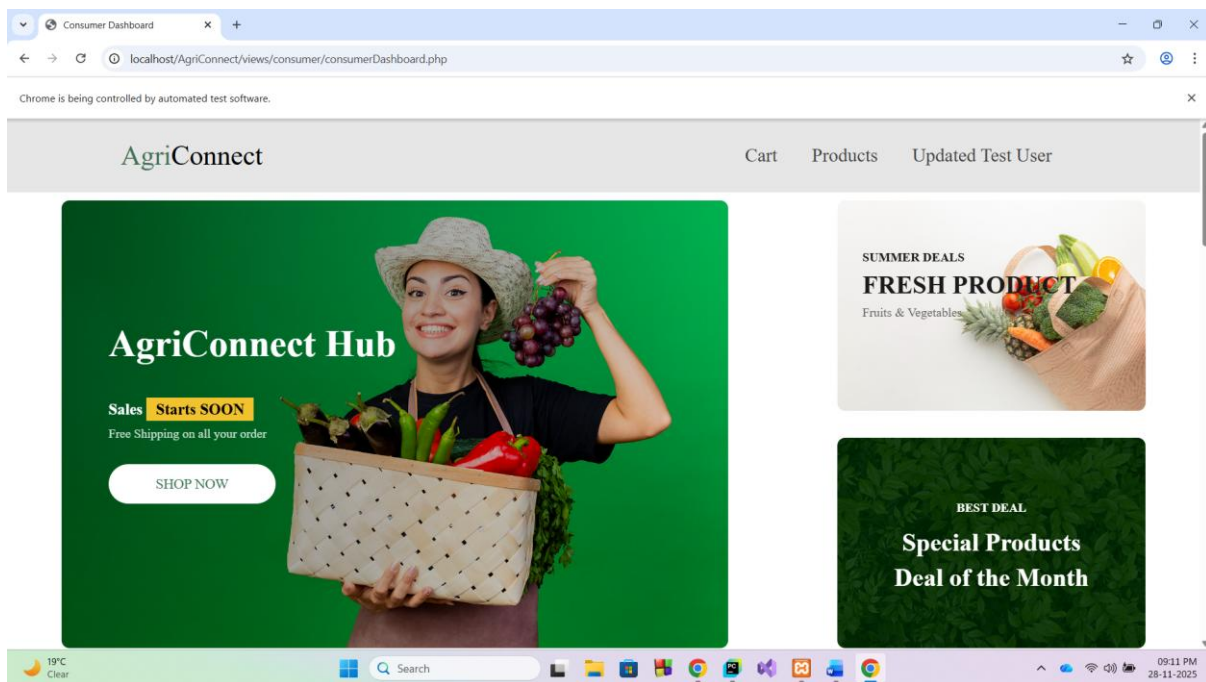 Consumer Dashboard
localhost/AgriConnect/views/consumer/consumerDashboard.php
Chrome is being controlled by automated test software.
AgriConnect
Cart Products Updated Test User
AgriConnect Hub
Sales Starts SOON
Free Shipping on all your order
SHOP NOW
SUMMER DEALS
FRESH PRODUCT
Fruits & Vegetables
BEST DEAL
Special Products
Deal of the Month
19°C
Clear
Search
09:11 PM
28-11-2025